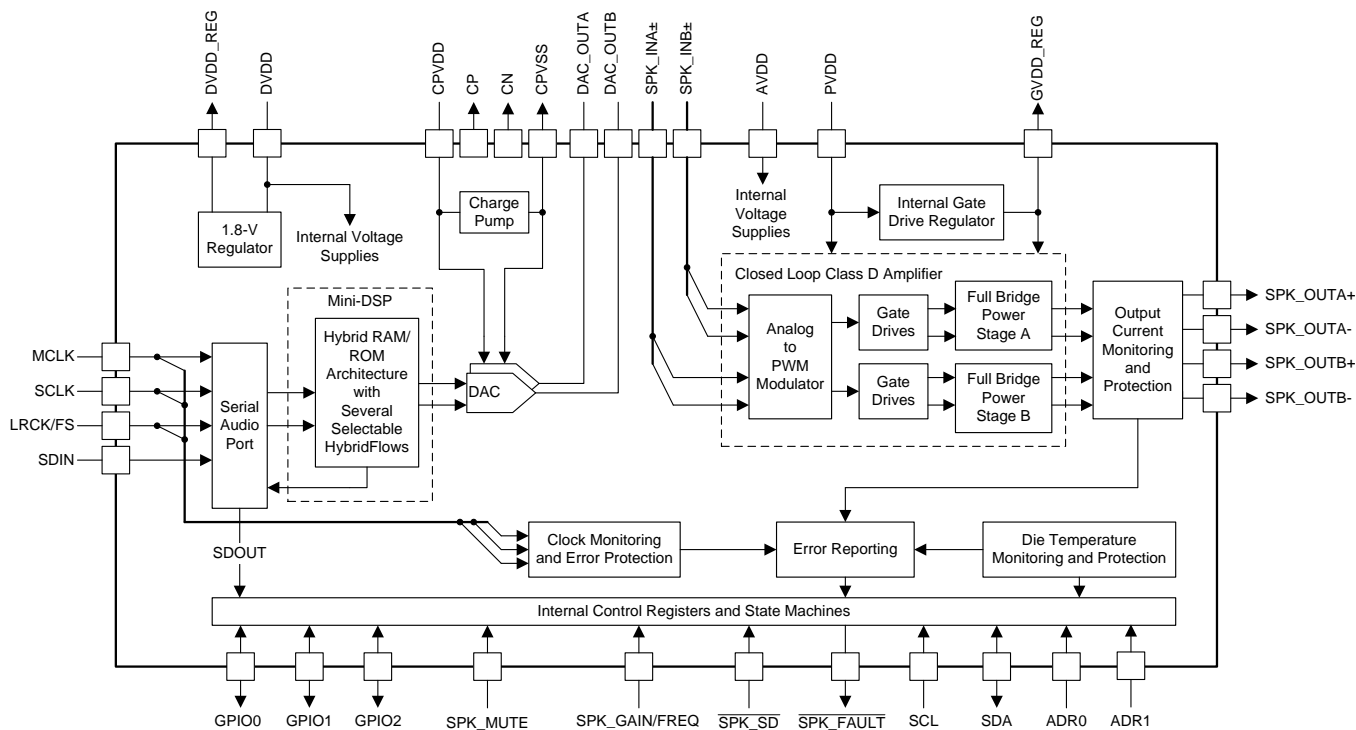 DVDD_REG
DVDD
CPVDD
CP
CN
CPVSS
DAC_OUTA
DAC_OUTB
SPK_INA±
SPK_INB±
AVDD
PVDD
GVDD_REG
1.8-V
Regulator
Internal Voltage
Supplies
Charge
Pump
Internal
Voltage
Supplies
Internal Gate
Drive Regulator
Closed Loop Class D Amplifier
Mini-DSP
Hybrid RAM/
ROM
Architecture
with
Several
Selectable
HybridFlows
MCLK
SCLK
LRCK/FS
SDIN
Serial
Audio
Port
DAC
Analog
to
PWM
Modulator
Gate
Drives
Full Bridge
Power
Stage A
Gate
Drives
Full Bridge
Power
Stage B
Output
Current
Monitoring
and
Protection
SPK_OUTA+
SPK_OUTA-
SPK_OUTB+
SPK_OUTB-
SDOUT
Clock Monitoring
and Error Protection
Error Reporting
Die Temperature
Monitoring and Protection
Internal Control Registers and State Machines
GPIO0
GPIO1
GPIO2
SPK_MUTE
SPK_GAIN/FREQ
SPK_SD
SPK_FAULT
SCL
SDA
ADR0
ADR1